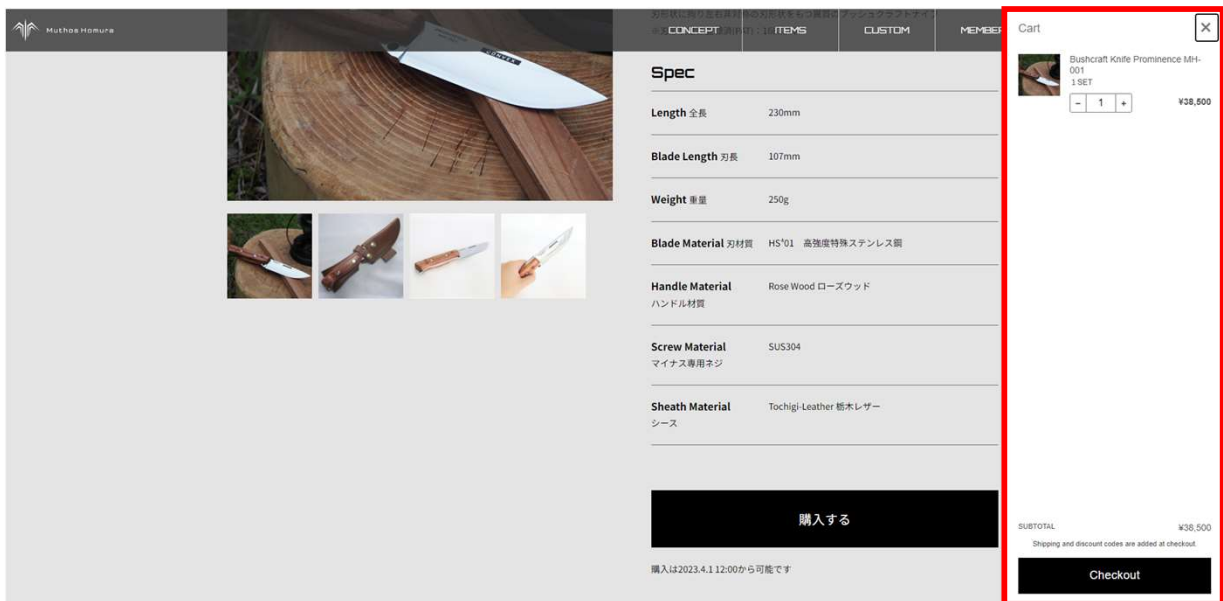 Muthos Homura
CONCEPT
ITEMS
CUSTOM
CONVEX
Spec
Length 全長 230mm
Blade Length 刃長 107mm
Weight 重量 250g
Blade Material 刃材質 HS⁺01 高強度特殊ステンレス鋼
Handle Material Rose Wood ローズウッド
ハンドル材質
Screw Material SUS304
マイナス専用ネジ
Sheath Material Tochigi-Leather 栃木レザー
シース
購入する
購入は2023.4.1 12:00から可能です
Cart
Bushcraft Knife Prominence MH-
001
1 SET
− 1 + ¥38,500
SUBTOTAL ¥38,500
Shipping and discount codes are added at checkout.
Checkout